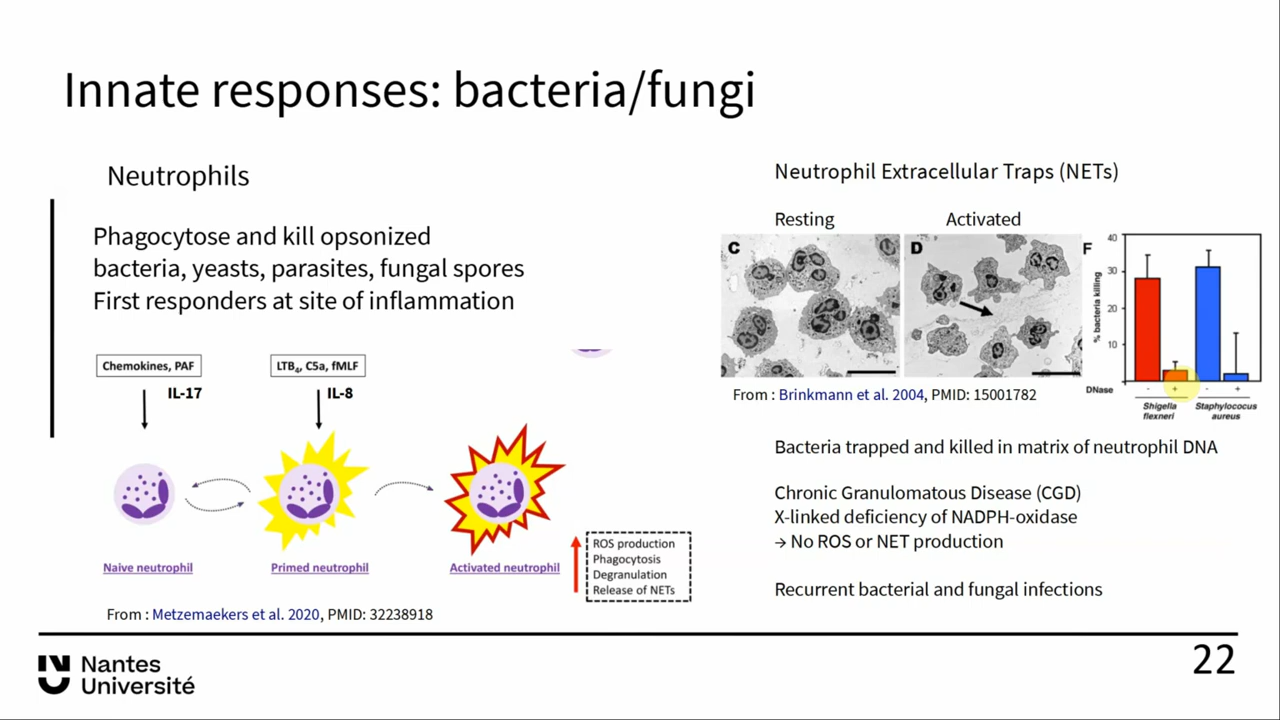 Innate responses: bacteria/fungi
Neutrophils
Phagocytose and kill opsonized
bacteria, yeasts, parasites, fungal spores
First responders at site of inflammation
Chemokines, PAF
IL-17
LTB₄, C5a, fMLF
IL-8
Naive neutrophil
Primed neutrophil
Activated neutrophil
ROS production
Phagocytosis
Degranulation
Release of NETs
From : Metzemaekers et al. 2020, PMID: 32238918
Neutrophil Extracellular Traps (NETs)
Resting
Activated
C
D
F
% bacteria killing
40
30
20
10
DNase
- + - +
Shigella
flexneri
Staphylococus
aureus
From : Brinkmann et al. 2004, PMID: 15001782
Bacteria trapped and killed in matrix of neutrophil DNA
Chronic Granulomatous Disease (CGD)
X-linked deficiency of NADPH-oxidase
→ No ROS or NET production
Recurrent bacterial and fungal infections
Nantes
Université
22